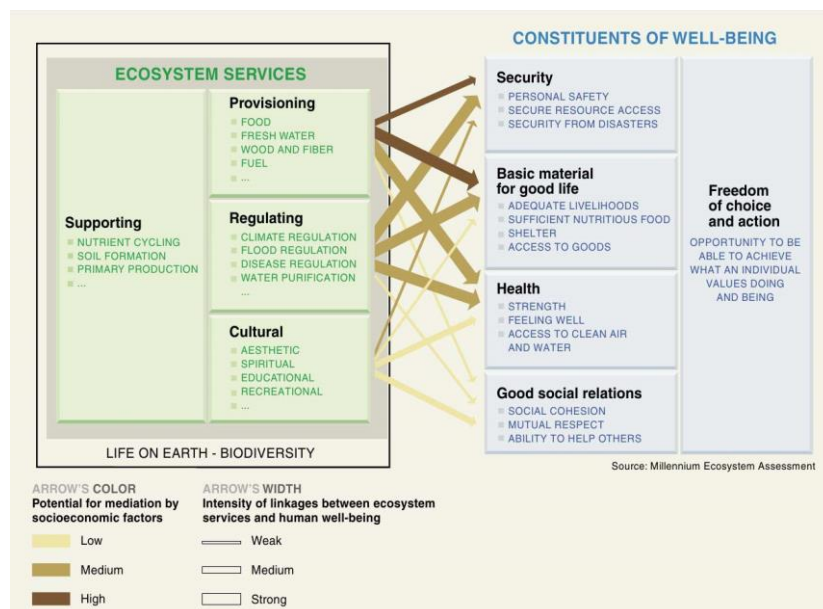 CONSTITUENTS OF WELL-BEING
ECOSYSTEM SERVICES
Supporting
NUTRIENT CYCLING
SOIL FORMATION
PRIMARY PRODUCTION
...
Provisioning
FOOD
FRESH WATER
WOOD AND FIBER
FUEL
...
Regulating
CLIMATE REGULATION
FLOOD REGULATION
DISEASE REGULATION
WATER PURIFICATION
...
Cultural
AESTHETIC
SPIRITUAL
EDUCATIONAL
RECREATIONAL
...
LIFE ON EARTH - BIODIVERSITY
Security
PERSONAL SAFETY
SECURE RESOURCE ACCESS
SECURITY FROM DISASTERS
Basic material
for good life
ADEQUATE LIVELIHOODS
SUFFICIENT NUTRITIOUS FOOD
SHELTER
ACCESS TO GOODS
Health
STRENGTH
FEELING WELL
ACCESS TO CLEAN AIR
AND WATER
Good social relations
SOCIAL COHESION
MUTUAL RESPECT
ABILITY TO HELP OTHERS
Freedom
of choice
and action
OPPORTUNITY TO BE
ABLE TO ACHIEVE
WHAT AN INDIVIDUAL
VALUES DOING
AND BEING
Source: Millennium Ecosystem Assessment
ARROW'S COLOR
Potential for mediation by
socioeconomic factors
Low
Medium
High
ARROW'S WIDTH
Intensity of linkages between ecosystem
services and human well-being
Weak
Medium
Strong